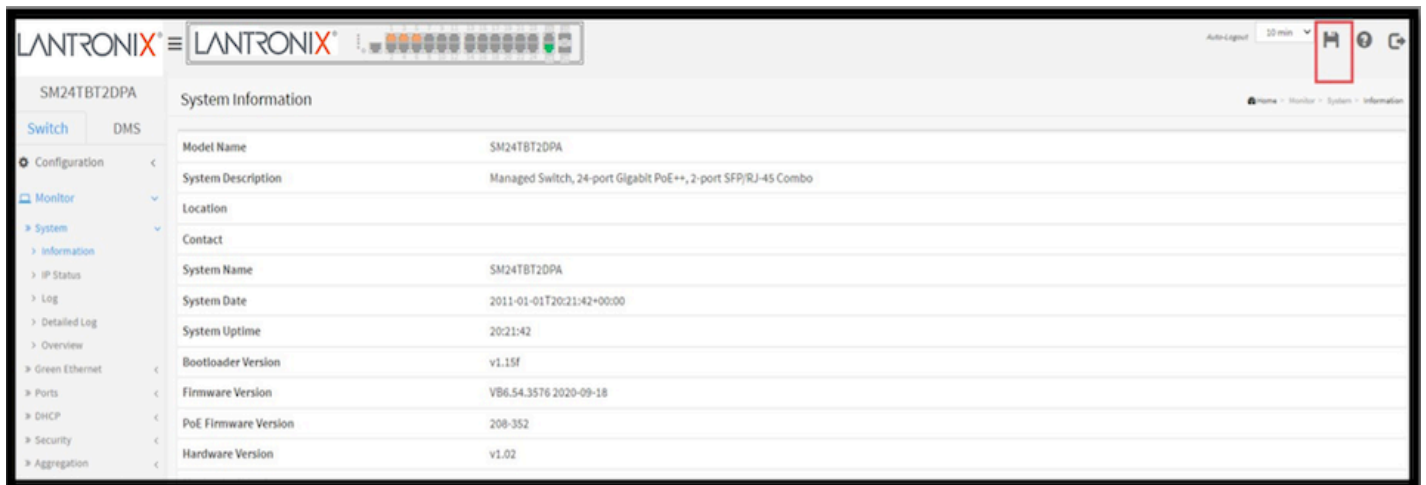 LANTRONIX®
LANTRONIX®
Auto-Logout 10 min
SM24TBT2DPA
System Information
Home > Monitor > System > Information
Switch DMS
Configuration
Monitor
» System
> Information
> IP Status
> Log
> Detailed Log
> Overview
» Green Ethernet
» Ports
» DHCP
» Security
» Aggregation
Model Name SM24TBT2DPA
System Description Managed Switch, 24-port Gigabit PoE++, 2-port SFP/RJ-45 Combo
Location
Contact
System Name SM24TBT2DPA
System Date 2011-01-01T20:21:42+00:00
System Uptime 20:21:42
Bootloader Version v1.15f
Firmware Version VB6.54.3576 2020-09-18
PoE Firmware Version 208-352
Hardware Version v1.02